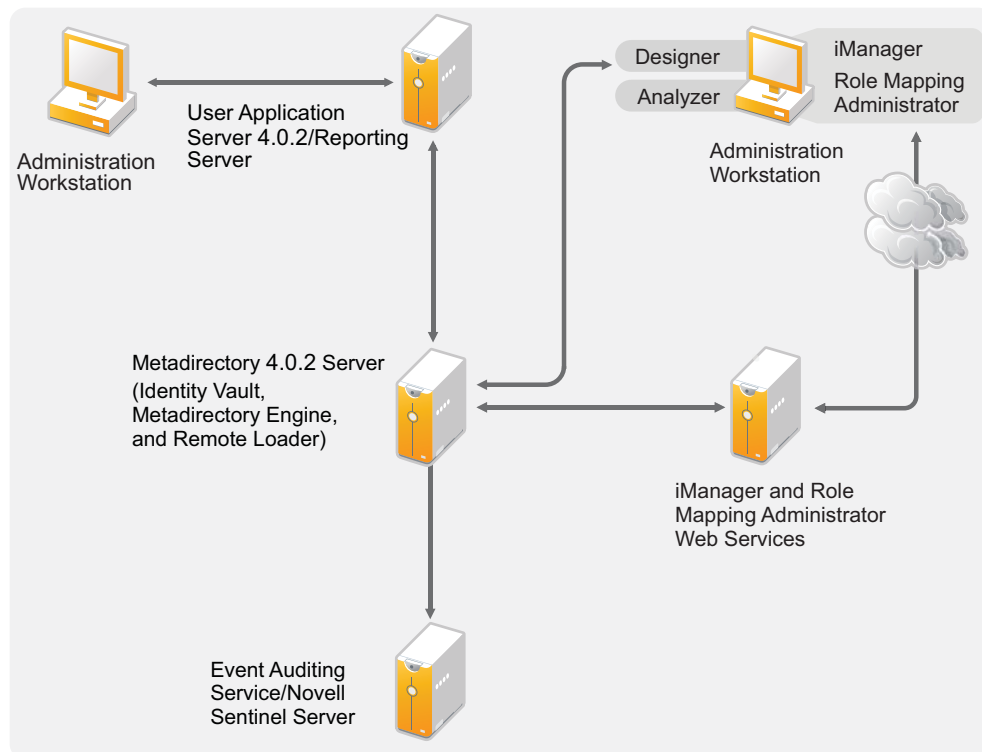 Designer
Analyzer
iManager
Role Mapping
Administrator
User Application
Server 4.0.2/Reporting
Server
Administration
Workstation
Administration
Workstation
Metadirectory 4.0.2 Server
(Identity Vault,
Metadirectory Engine,
and Remote Loader)
iManager and Role
Mapping Administrator
Web Services
Event Auditing
Service/Novell
Sentinel Server